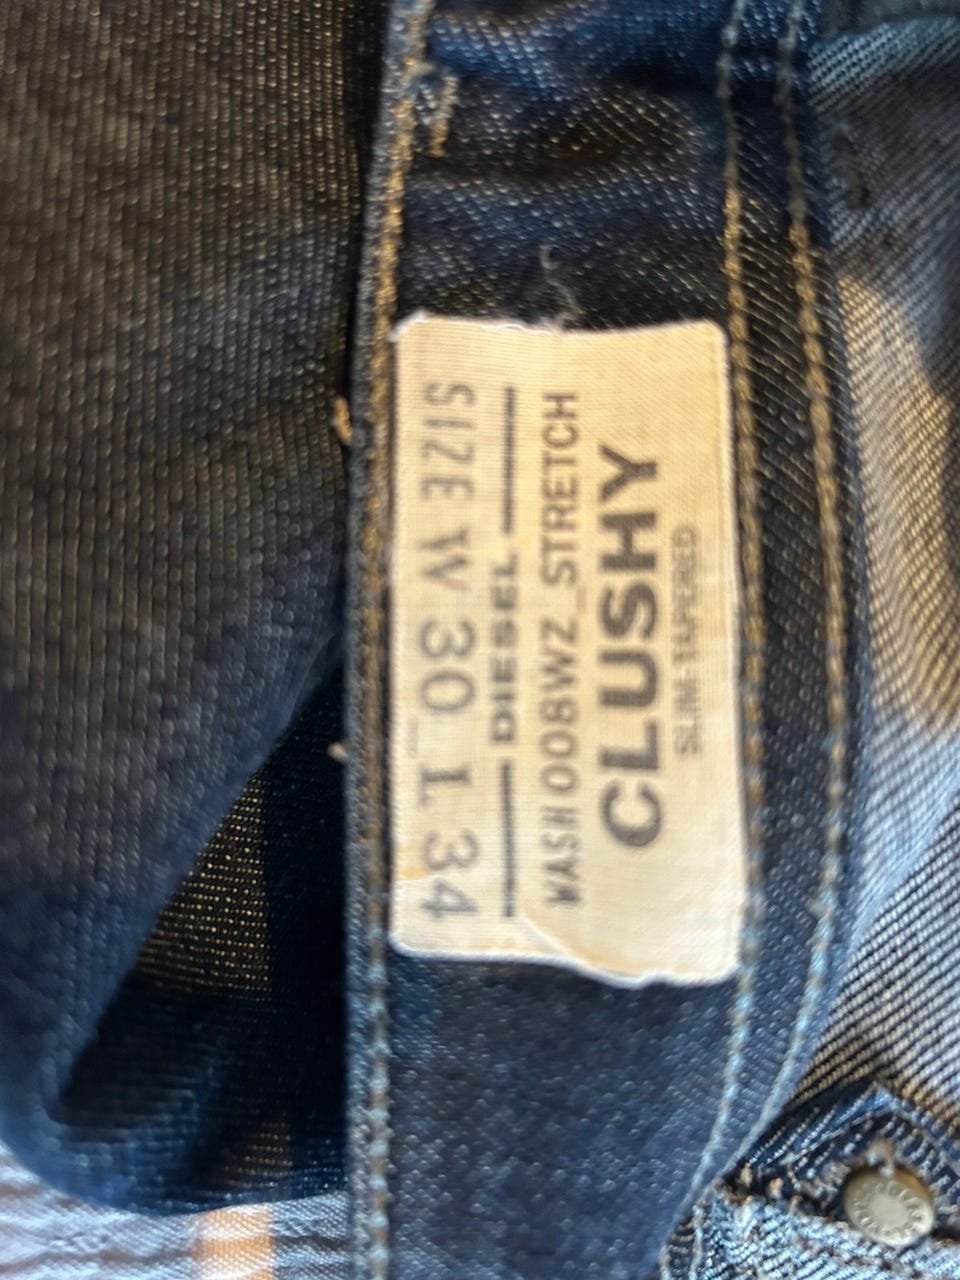 CLUSHY
SLIM-TAPERED
WASH 008WZ_STRETCH
DIESEL
SIZE W 30 L 34